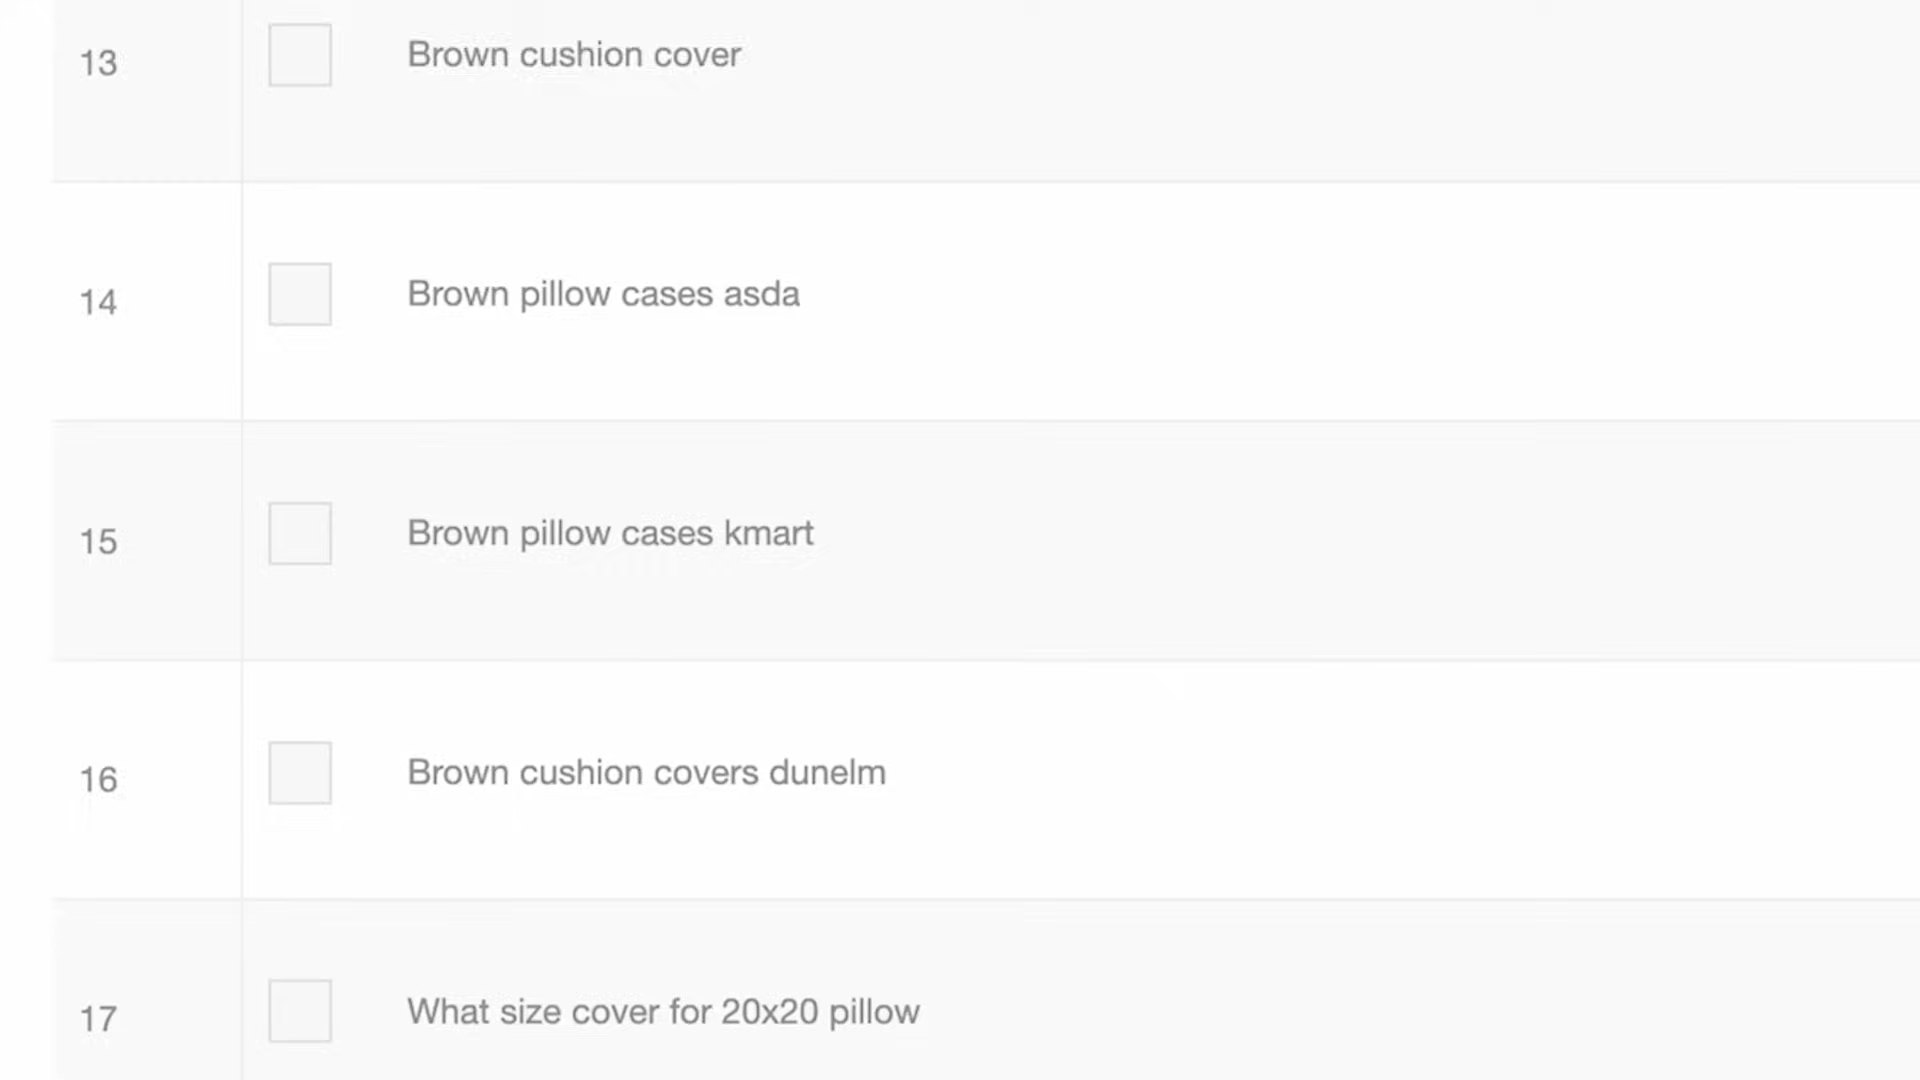 13 Brown cushion cover
14 Brown pillow cases asda
15 Brown pillow cases kmart
16 Brown cushion covers dunelm
17 What size cover for 20x20 pillow